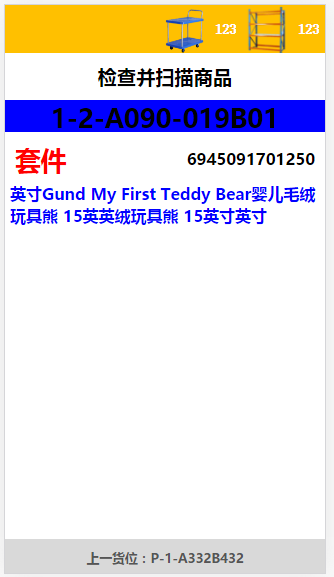 123 123
检查并扫描商品
1-2-A090-019B01
套件 6945091701250
英寸Gund My First Teddy Bear婴儿毛绒
玩具熊 15英英绒玩具熊 15英寸英寸
上一货位：P-1-A332B432